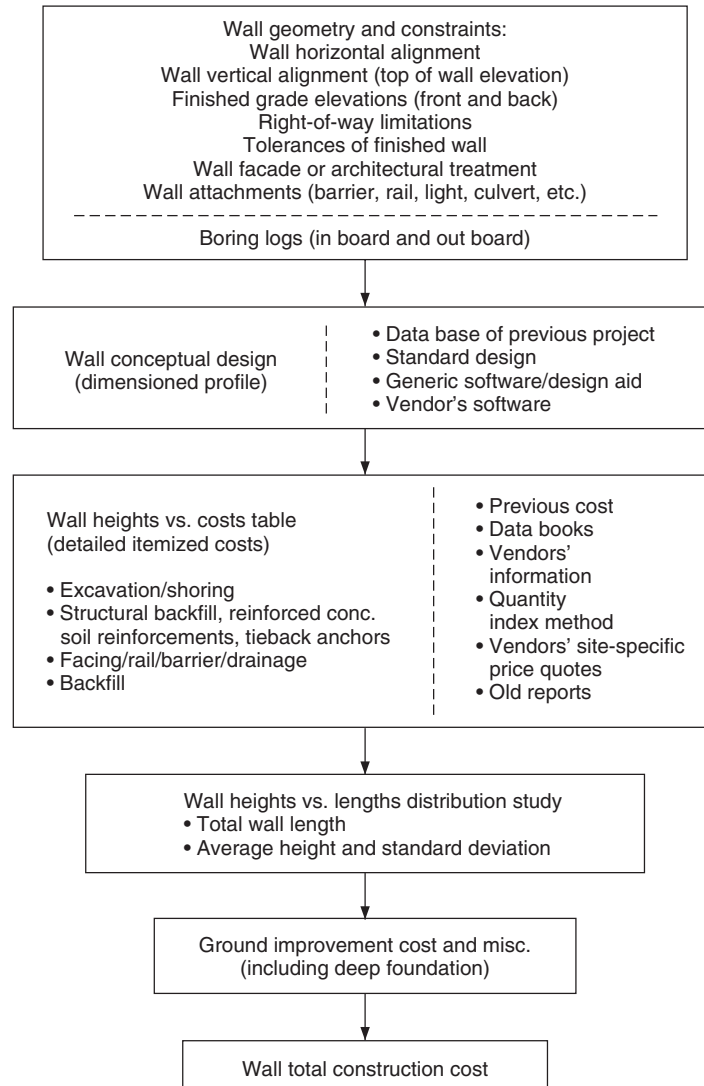 Wall geometry and constraints:
Wall horizontal alignment
Wall vertical alignment (top of wall elevation)
Finished grade elevations (front and back)
Right-of-way limitations
Tolerances of finished wall
Wall facade or architectural treatment
Wall attachments (barrier, rail, light, culvert, etc.)
Boring logs (in board and out board)
Wall conceptual design
(dimensioned profile)
• Data base of previous project
• Standard design
• Generic software/design aid
• Vendor's software
Wall heights vs. costs table
(detailed itemized costs)
• Excavation/shoring
• Structural backfill, reinforced conc.
soil reinforcements, tieback anchors
• Facing/rail/barrier/drainage
• Backfill
• Previous cost
• Data books
• Vendors'
information
• Quantity
index method
• Vendors' site-specific
price quotes
• Old reports
Wall heights vs. lengths distribution study
• Total wall length
• Average height and standard deviation
Ground improvement cost and misc.
(including deep foundation)
Wall total construction cost